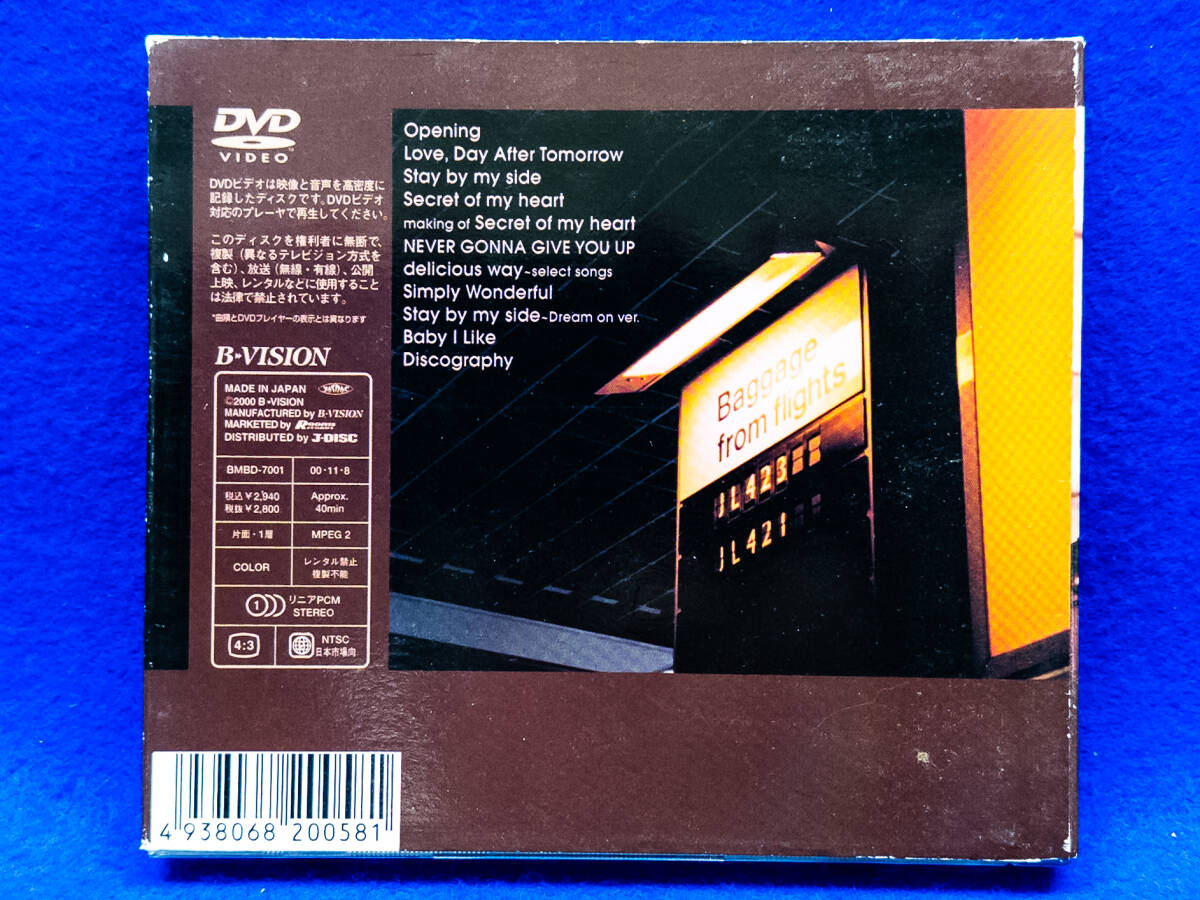 DVD
VIDEO
DVDビデオは映像と音声を高密度に
記録したディスクです。DVDビデオ
対応のプレーヤで再生してください。
このディスクを権利者に無断で、
複製(異なるテレビジョン方式を
含む)、放送(無線・有線)、公開
上映、レンタルなどに使用すること
は法律で禁止されています。
*曲順とDVDプレイヤーの表示とは異なります
B-VISION
MADE IN JAPAN
©2000 B-VISION
MANUFACTURED by B-VISION
MARKETED by
DISTRIBUTED by J-DISC
BMBD-7001
00・11・8
税込¥2,940
税抜¥2,800
Approx.
40min
片面・1層
MPEG 2
COLOR
レンタル禁止
複製不能
1
リニアPCM
STEREO
4:3
NTSC
日本市場向
Opening
Love, Day After Tomorrow
Stay by my side
Secret of my heart
making of Secret of my heart
NEVER GONNA GIVE YOU UP
delicious way~select songs
Simply Wonderful
Stay by my side~Dream on ver.
Baby I Like
Discography
Baggage
from flights
JL423
JL421
4 938068 200581